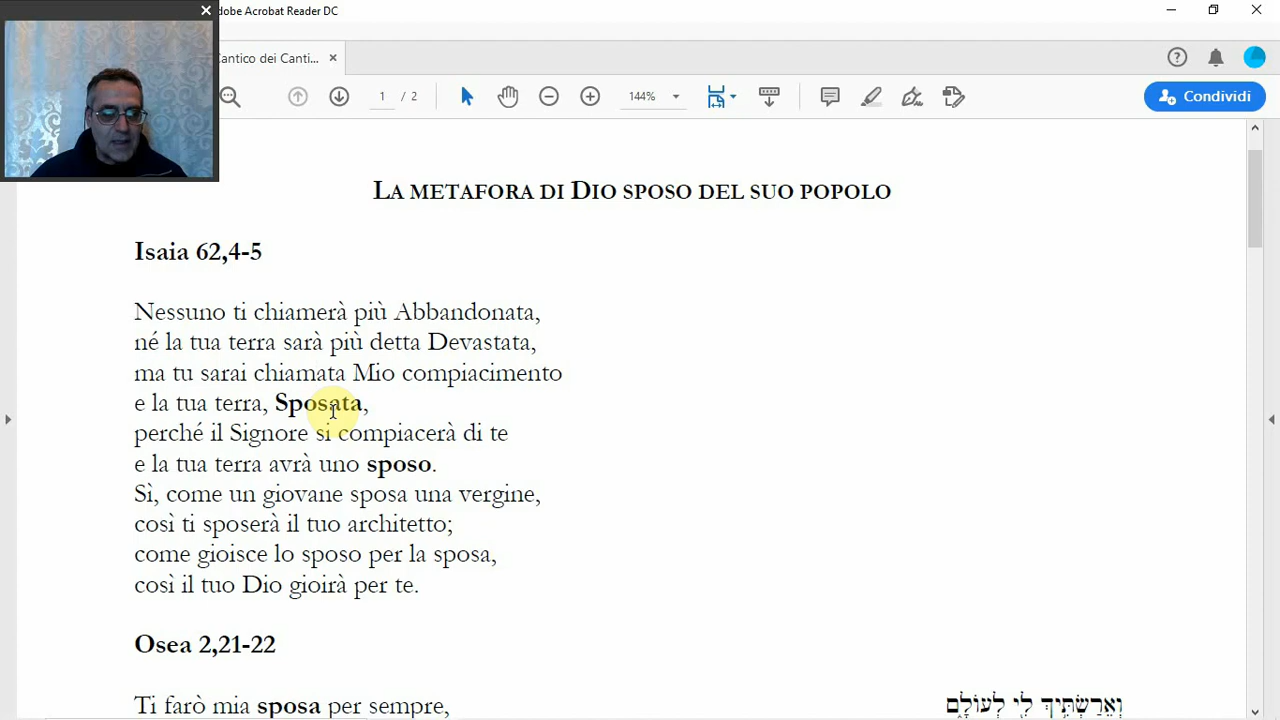 dobe Acrobat Reader DC
Cantico dei Canti...
1 / 2
144%
Condividi
LA METAFORA DI DIO SPOSO DEL SUO POPOLO
Isaia 62,4-5
Nessuno ti chiamerà più Abbandonata,
né la tua terra sarà più detta Devastata,
ma tu sarai chiamata Mio compiacimento
e la tua terra, Sposata,
perché il Signore si compiacerà di te
e la tua terra avrà uno sposo.
Sì, come un giovane sposa una vergine,
così ti sposerà il tuo architetto;
come gioisce lo sposo per la sposa,
così il tuo Dio gioirà per te.
Osea 2,21-22
Ti farò mia sposa per sempre,
וְאֵרַשְׂתִּ֥יךְ לִ֖י לְעוֹלָ֑ם